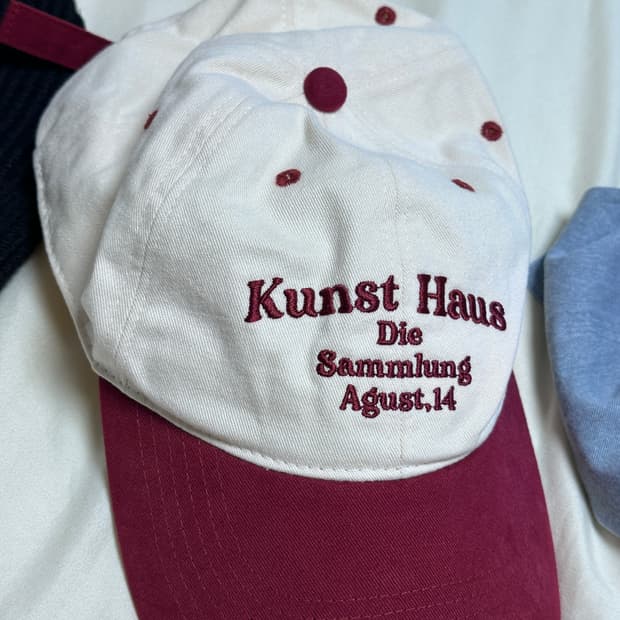 Kunst Haus
Die
Sammlung
Agust,14